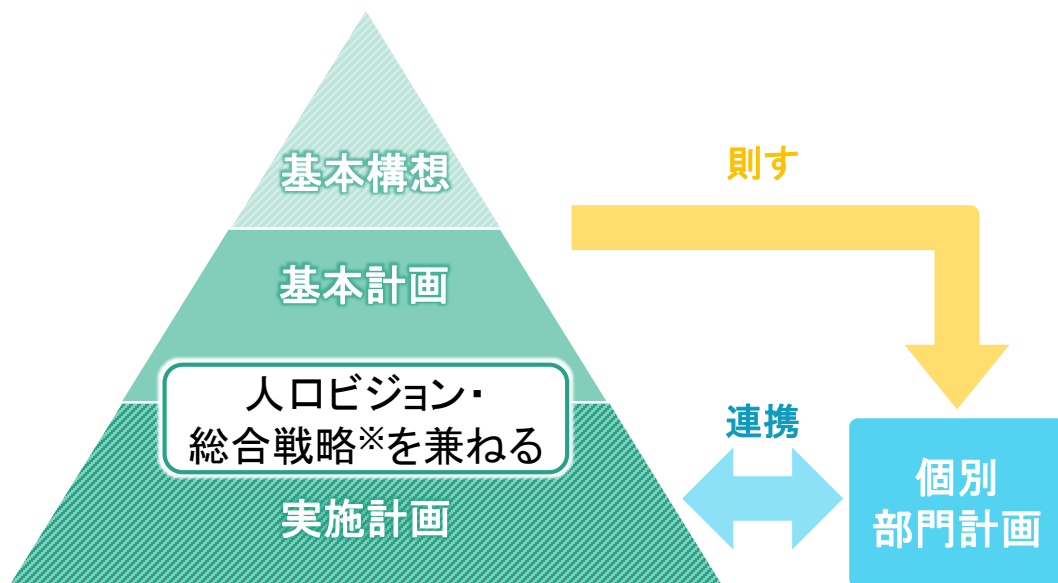 基本構想
則す
基本計画
人口ビジョン・
総合戦略※を兼ねる
連携
実施計画
個別
部門計画